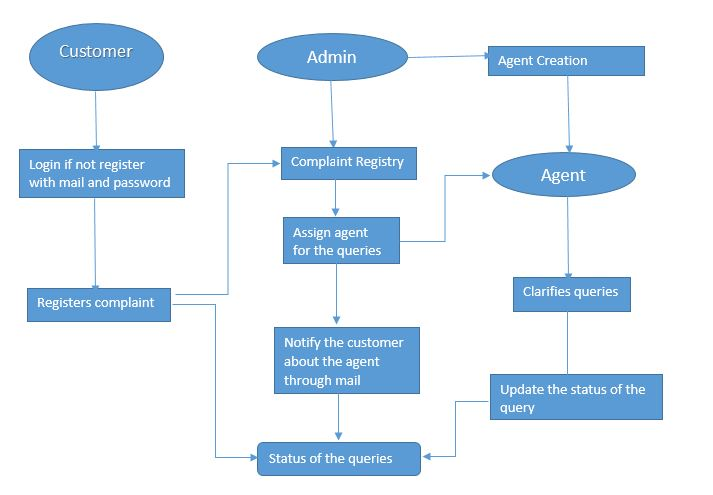 Customer
Admin
Agent Creation
Login if not register
with mail and password
Complaint Registry
Agent
Assign agent
for the queries
Registers complaint
Clarifies queries
Notify the customer
about the agent
through mail
Update the status of the
query
Status of the queries